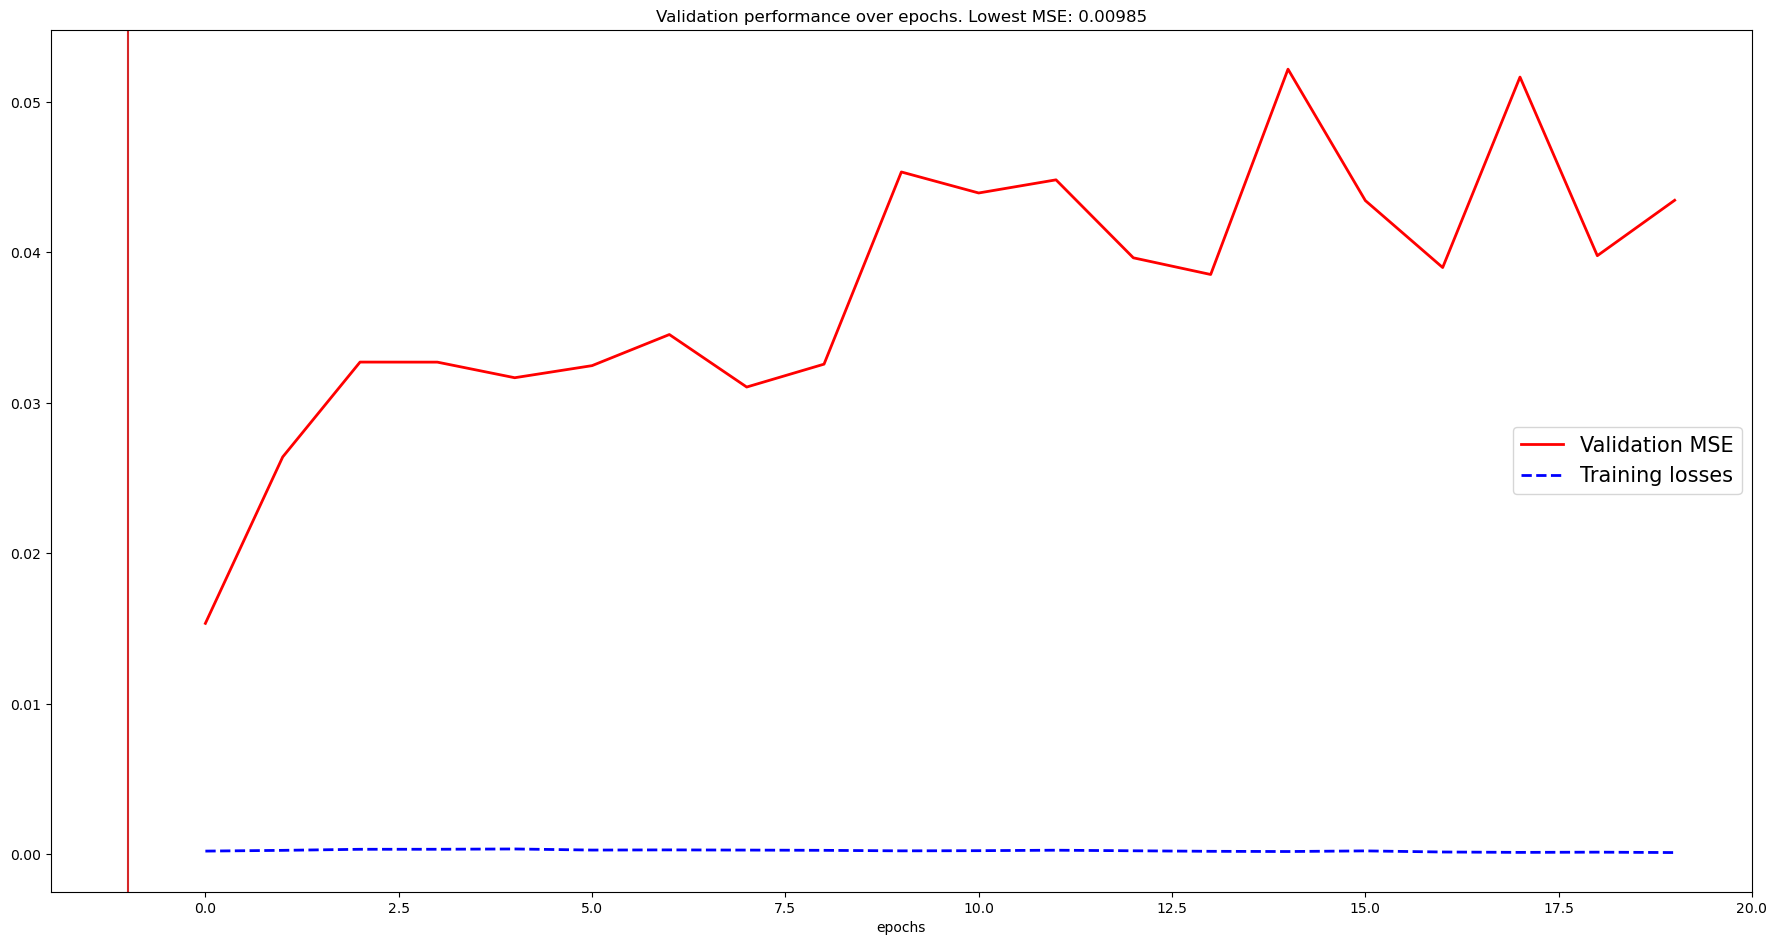 Validation performance over epochs. Lowest MSE: 0.00985
0.05
0.04
0.03
0.02
0.01
0.00
Validation MSE
Training losses
0.0 2.5 5.0 7.5 10.0 12.5 15.0 17.5 20.0
epochs